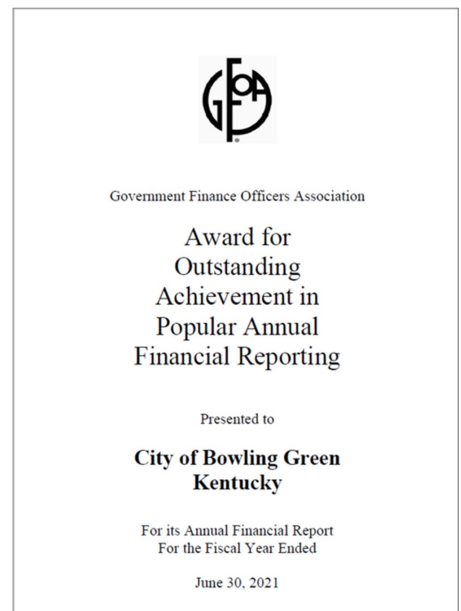 GFOA
Government Finance Officers Association
Award for
Outstanding
Achievement in
Popular Annual
Financial Reporting
Presented to
City of Bowling Green
Kentucky
For its Annual Financial Report
For the Fiscal Year Ended
June 30, 2021